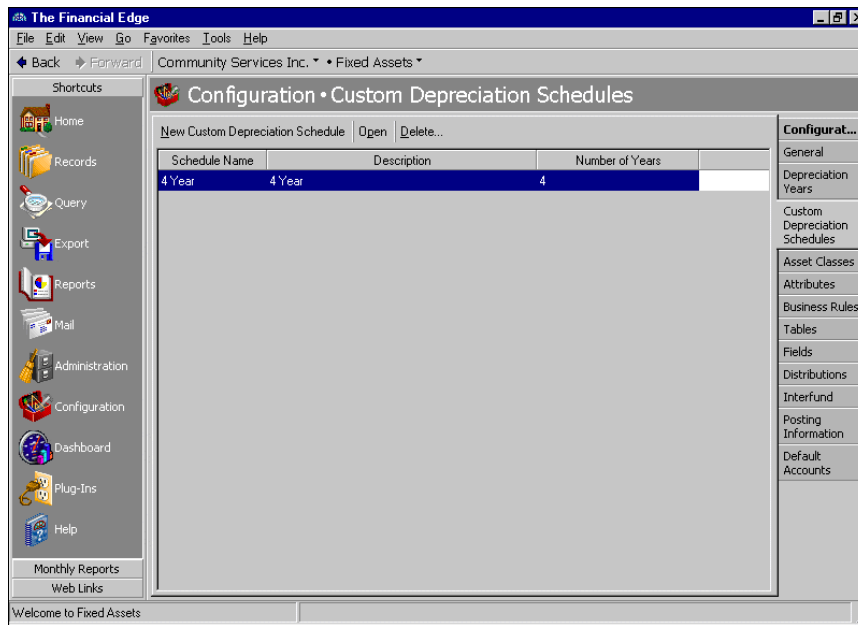 The Financial Edge
File Edit View Go Favorites Tools Help
Back Forward Community Services Inc. • Fixed Assets
Shortcuts
Home
Records
Query
Export
Reports
Mail
Administration
Configuration
Dashboard
Plug-Ins
Help
Monthly Reports
Web Links
Configuration • Custom Depreciation Schedules
New Custom Depreciation Schedule Open Delete...
Schedule Name Description Number of Years
4 Year 4 Year 4
Configurat...
General
Depreciation
Years
Custom
Depreciation
Schedules
Asset Classes
Attributes
Business Rules
Tables
Fields
Distributions
Interfund
Posting
Information
Default
Accounts
Welcome to Fixed Assets